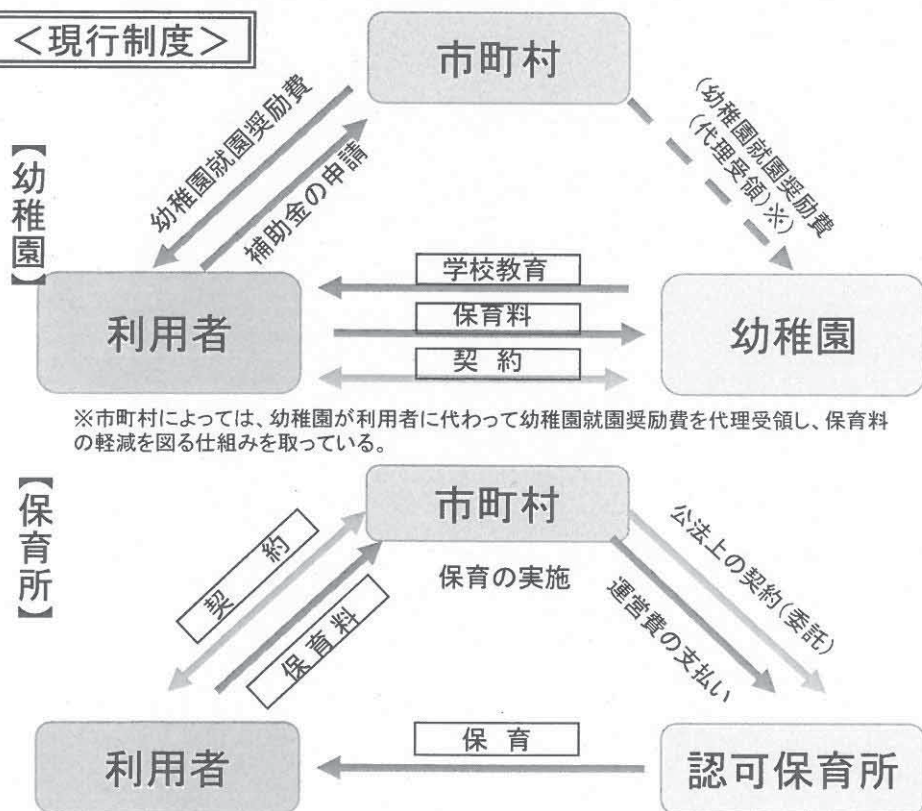 ＜現行制度＞
市町村
【幼稚園】
幼稚園就園奨励費
補助金の申請
(幼稚園就園奨励費
(代理受領)※)
学校教育
保育料
契 約
利用者
幼稚園
※市町村によっては、幼稚園が利用者に代わって幼稚園就園奨励費を代理受領し、保育料
の軽減を図る仕組みを取っている。
【保育所】
市町村
契 約
保育料
保育の実施
公法上の契約(委託)
運営費の支払い
保 育
利用者
認可保育所